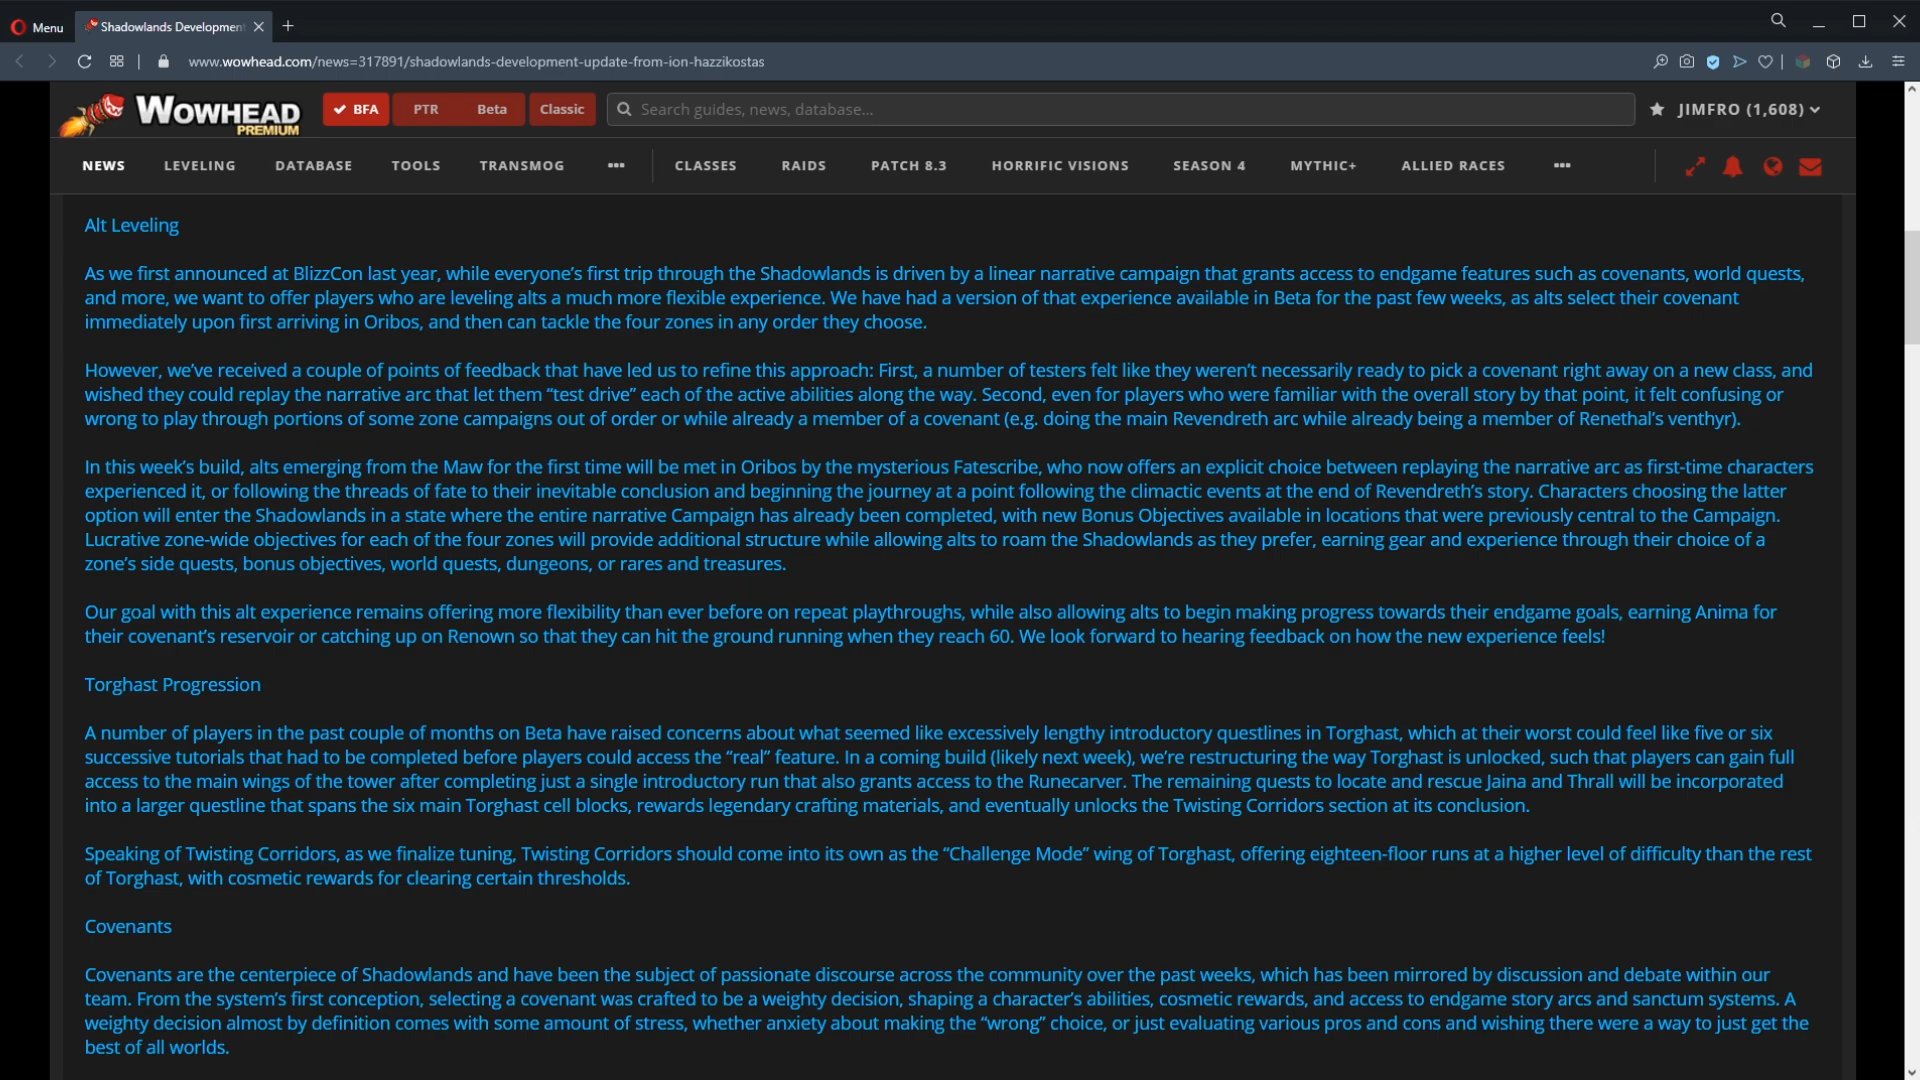 Menu
Shadowlands Development
www.wowhead.com/news=317891/shadowlands-development-update-from-ion-hazzikostas
WOWHEAD
PREMIUM
BFA
PTR
Beta
Classic
Search guides, news, database...
JIMFRO (1,608)
NEWS
LEVELING
DATABASE
TOOLS
TRANSMOG
CLASSES
RAIDS
PATCH 8.3
HORRIFIC VISIONS
SEASON 4
MYTHIC+
ALLIED RACES
Alt Leveling
As we first announced at BlizzCon last year, while everyone's first trip through the Shadowlands is driven by a linear narrative campaign that grants access to endgame features such as covenants, world quests,
and more, we want to offer players who are leveling alts a much more flexible experience. We have had a version of that experience available in Beta for the past few weeks, as alts select their covenant
immediately upon first arriving in Oribos, and then can tackle the four zones in any order they choose.
However, we've received a couple of points of feedback that have led us to refine this approach: First, a number of testers felt like they weren't necessarily ready to pick a covenant right away on a new class, and
wished they could replay the narrative arc that let them "test drive" each of the active abilities along the way. Second, even for players who were familiar with the overall story by that point, it felt confusing or
wrong to play through portions of some zone campaigns out of order or while already a member of a covenant (e.g. doing the main Revendreth arc while already being a member of Renethal's venthyr).
In this week's build, alts emerging from the Maw for the first time will be met in Oribos by the mysterious Fatescribe, who now offers an explicit choice between replaying the narrative arc as first-time characters
experienced it, or following the threads of fate to their inevitable conclusion and beginning the journey at a point following the climactic events at the end of Revendreth's story. Characters choosing the latter
option will enter the Shadowlands in a state where the entire narrative Campaign has already been completed, with new Bonus Objectives available in locations that were previously central to the Campaign.
Lucrative zone-wide objectives for each of the four zones will provide additional structure while allowing alts to roam the Shadowlands as they prefer, earning gear and experience through their choice of a
zone's side quests, bonus objectives, world quests, dungeons, or rares and treasures.
Our goal with this alt experience remains offering more flexibility than ever before on repeat playthroughs, while also allowing alts to begin making progress towards their endgame goals, earning Anima for
their covenant's reservoir or catching up on Renown so that they can hit the ground running when they reach 60. We look forward to hearing feedback on how the new experience feels!
Torghast Progression
A number of players in the past couple of months on Beta have raised concerns about what seemed like excessively lengthy introductory questlines in Torghast, which at their worst could feel like five or six
successive tutorials that had to be completed before players could access the "real" feature. In a coming build (likely next week), we're restructuring the way Torghast is unlocked, such that players can gain full
access to the main wings of the tower after completing just a single introductory run that also grants access to the Runecarver. The remaining quests to locate and rescue Jaina and Thrall will be incorporated
into a larger questline that spans the six main Torghast cell blocks, rewards legendary crafting materials, and eventually unlocks the Twisting Corridors section at its conclusion.
Speaking of Twisting Corridors, as we finalize tuning, Twisting Corridors should come into its own as the "Challenge Mode" wing of Torghast, offering eighteen-floor runs at a higher level of difficulty than the rest
of Torghast, with cosmetic rewards for clearing certain thresholds.
Covenants
Covenants are the centerpiece of Shadowlands and have been the subject of passionate discourse across the community over the past weeks, which has been mirrored by discussion and debate within our
team. From the system's first conception, selecting a covenant was crafted to be a weighty decision, shaping a character's abilities, cosmetic rewards, and access to endgame story arcs and sanctum systems. A
weighty decision almost by definition comes with some amount of stress, whether anxiety about making the "wrong" choice, or just evaluating various pros and cons and wishing there were a way to just get the
best of all worlds.